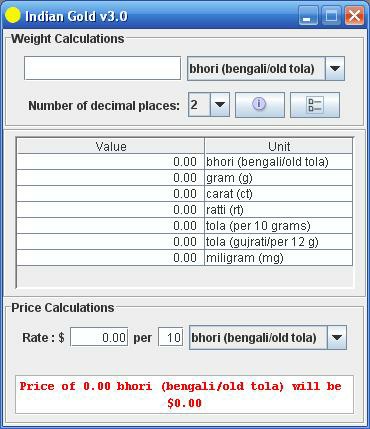 Indian Gold v3.0
Weight Calculations
bhori (bengali/old tola)
Number of decimal places: 2
Value Unit
0.00 bhori (bengali/old tola)
0.00 gram (g)
0.00 carat (ct)
0.00 ratti (rt)
0.00 tola (per 10 grams)
0.00 tola (gujrati/per 12 g)
0.00 miligram (mg)
Price Calculations
Rate : $ 0.00 per 10 bhori (bengali/old tola)
Price of 0.00 bhori (bengali/old tola) will be
$0.00